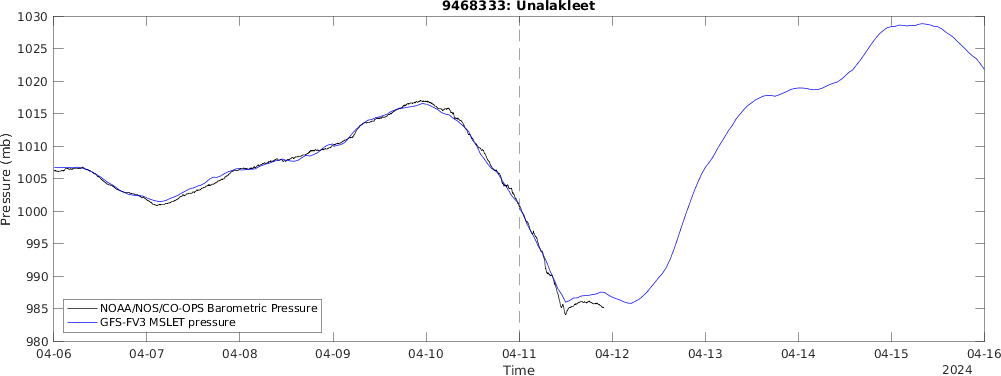 9468333: Unalakleet
Pressure (mb)
1030
1025
1020
1015
1010
1005
1000
995
990
985
980
NOAA/NOS/CO-OPS Barometric Pressure
GFS-FV3 MSLET pressure
04-06 04-07 04-08 04-09 04-10 04-11 04-12 04-13 04-14 04-15 04-16
Time
2024